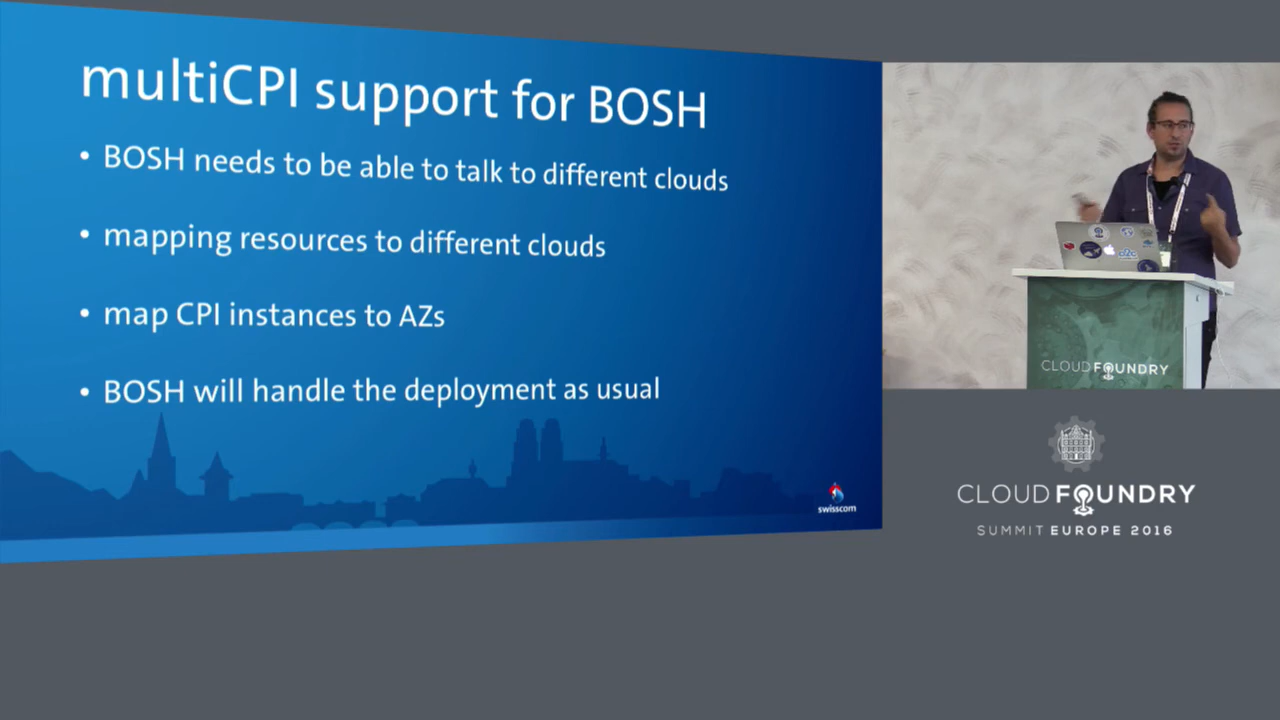 multiCPI support for BOSH
• BOSH needs to be able to talk to different clouds
• mapping resources to different clouds
• map CPI instances to AZs
• BOSH will handle the deployment as usual
swisscom
CLOUD FOUNDRY
CLOUD FOUNDRY
SUMMIT EUROPE 2016